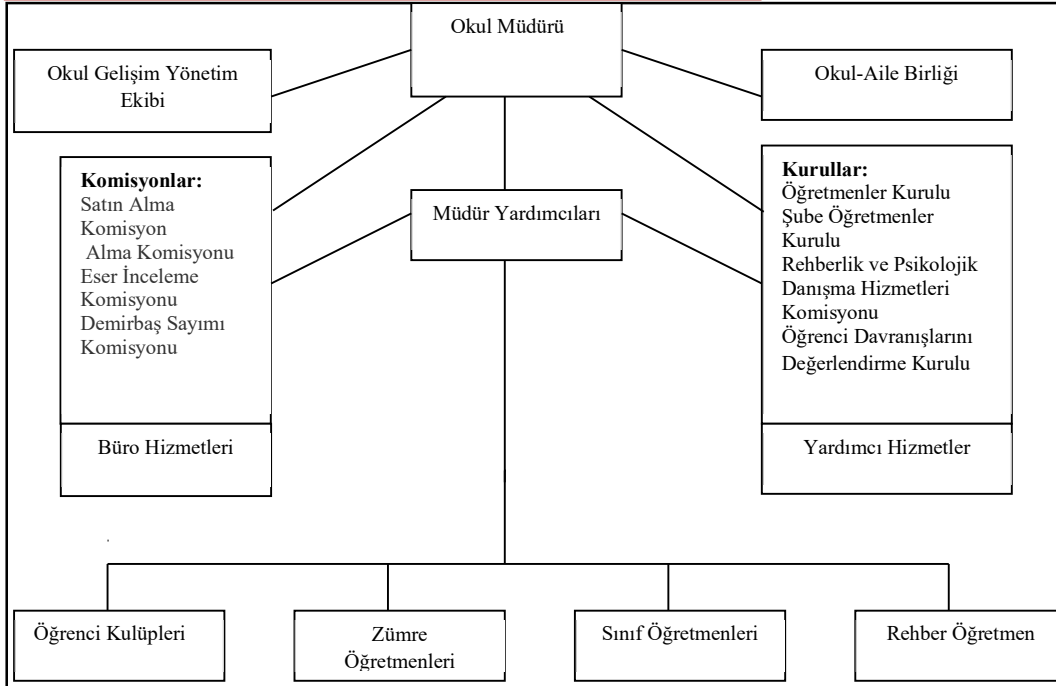 Okul Müdürü
Okul Gelişim Yönetim
Ekibi
Okul-Aile Birliği
Komisyonlar:
Satın Alma
Komisyon
Alma Komisyonu
Eser İnceleme
Komisyonu
Demirbaş Sayımı
Komisyonu
Müdür Yardımcıları
Kurullar:
Öğretmenler Kurulu
Şube Öğretmenler
Kurulu
Rehberlik ve Psikolojik
Danışma Hizmetleri
Komisyonu
Öğrenci Davranışlarını
Değerlendirme Kurulu
Büro Hizmetleri
Yardımcı Hizmetler
Öğrenci Kulüpleri
Zümre
Öğretmenleri
Sınıf Öğretmenleri
Rehber Öğretmen